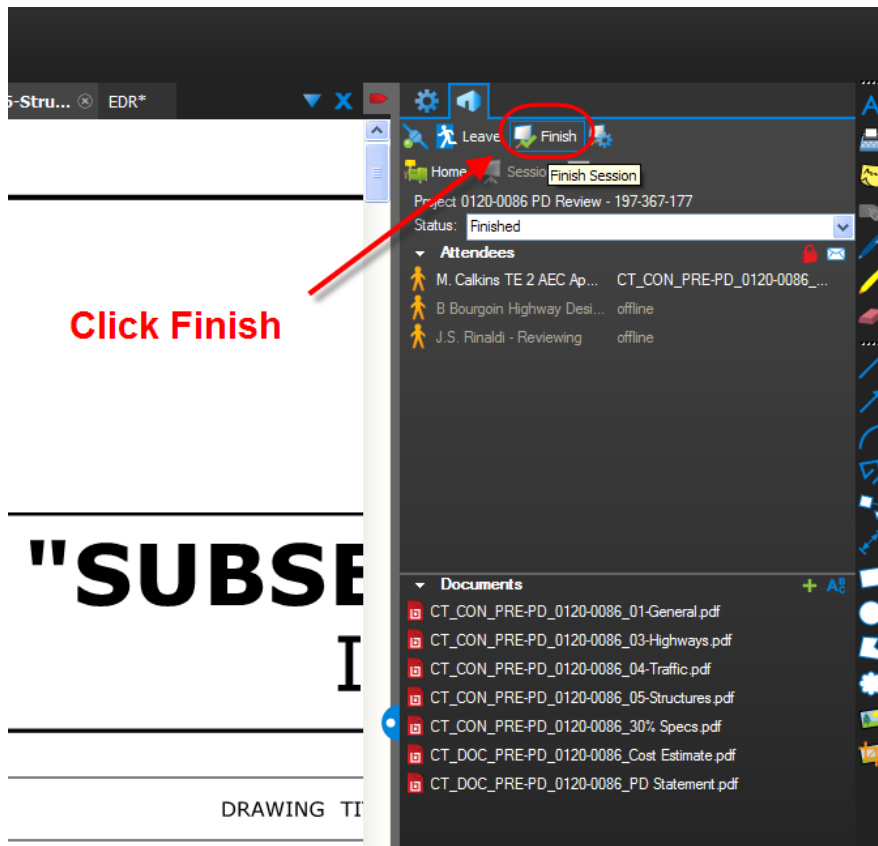 5-Stru... EDR*
Leave Finish
Home Sessio
Finish Session
Project 0120-0086 PD Review - 197-367-177
Status: Finished
Attendees
M. Calkins TE 2 AEC Ap... CT_CON_PRE-PD_0120-0086_...
B Bourgoin Highway Desi... offline
J.S. Rinaldi - Reviewing offline
Click Finish
"SUBSE
I
DRAWING TI
Documents
CT_CON_PRE-PD_0120-0086_01-General.pdf
CT_CON_PRE-PD_0120-0086_03-Highways.pdf
CT_CON_PRE-PD_0120-0086_04-Traffic.pdf
CT_CON_PRE-PD_0120-0086_05-Structures.pdf
CT_CON_PRE-PD_0120-0086_30% Specs.pdf
CT_DOC_PRE-PD_0120-0086_Cost Estimate.pdf
CT_DOC_PRE-PD_0120-0086_PD Statement.pdf